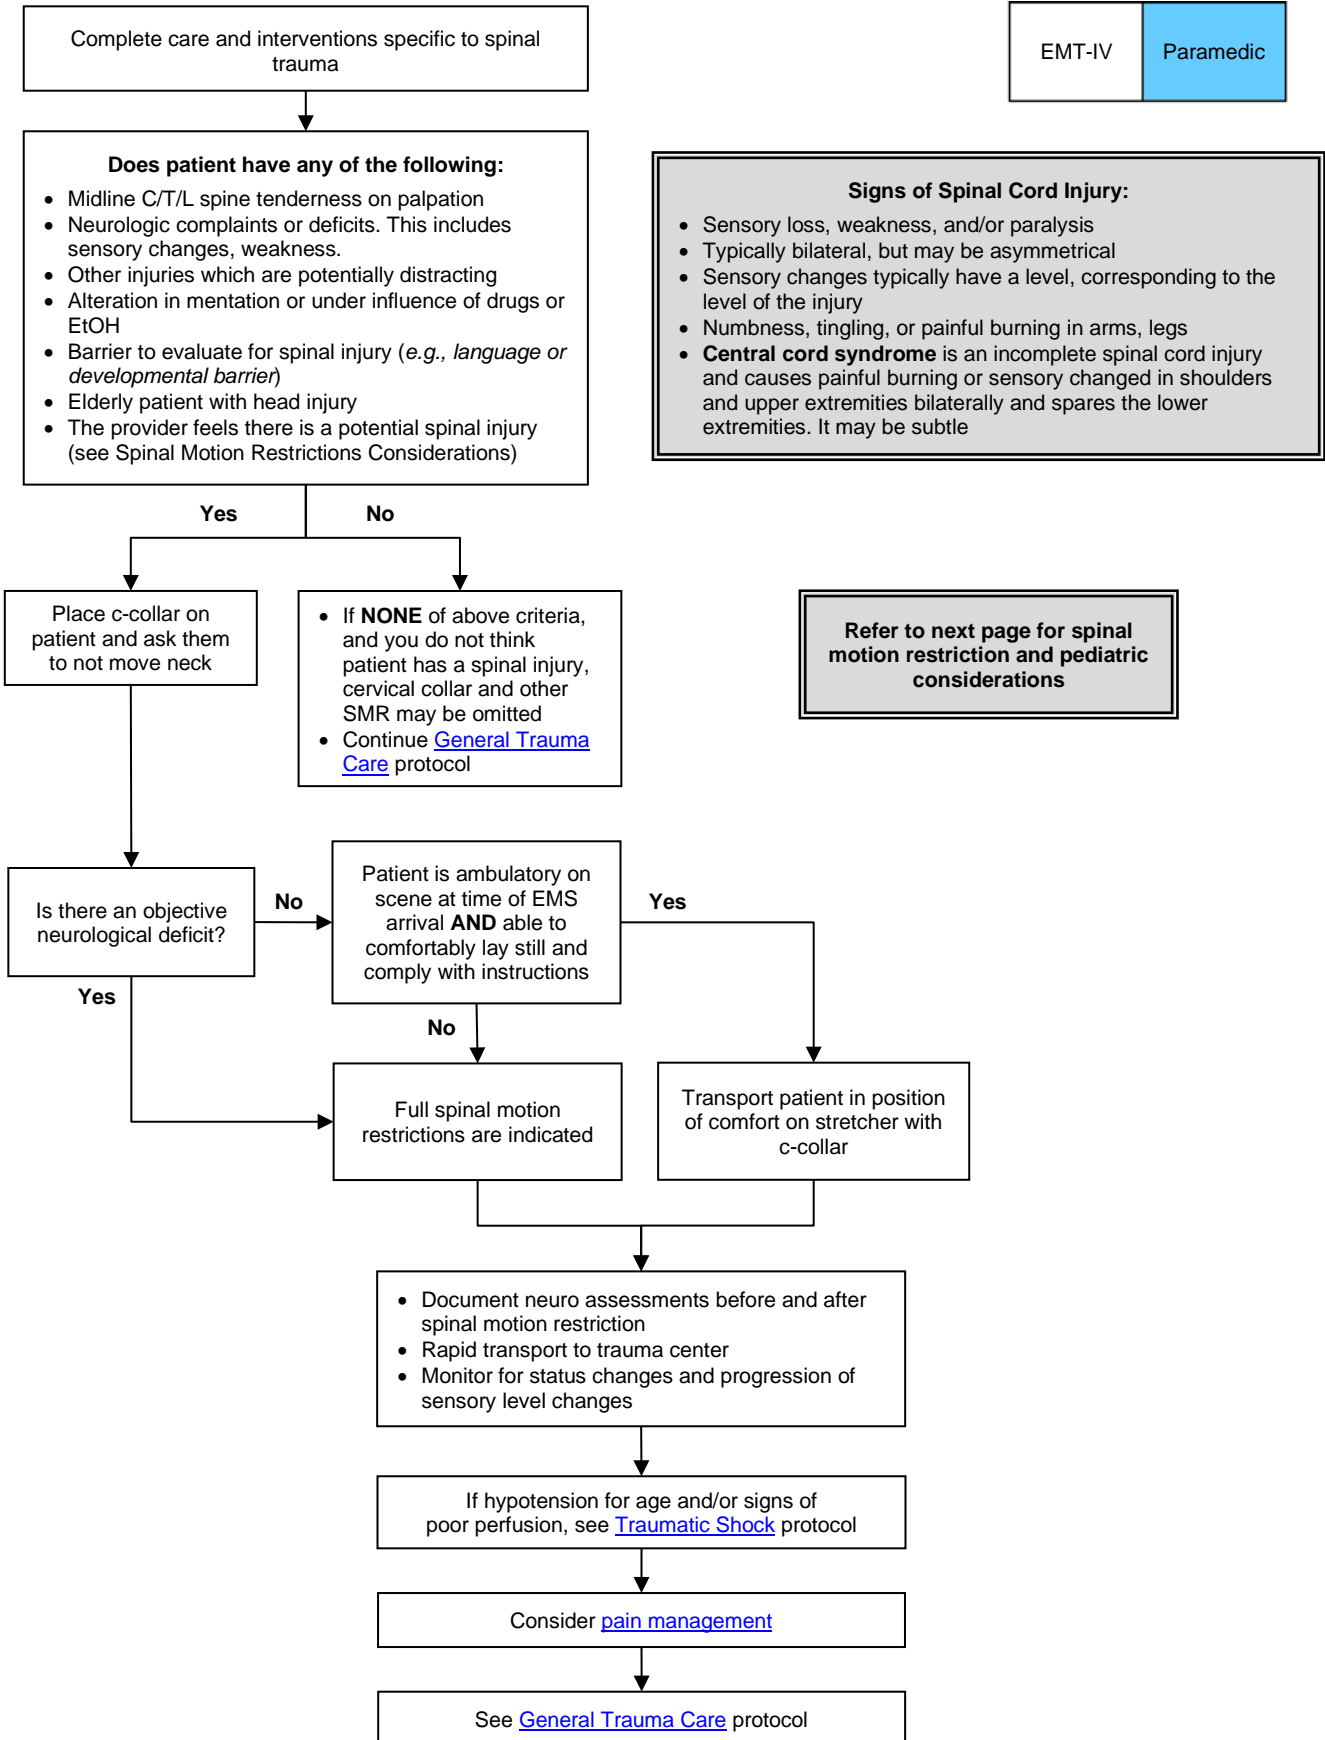 Complete care and interventions specific to spinal
trauma
EMT-IV
Paramedic
Does patient have any of the following:
• Midline C/T/L spine tenderness on palpation
• Neurologic complaints or deficits. This includes
sensory changes, weakness.
• Other injuries which are potentially distracting
• Alteration in mentation or under influence of drugs or
EtOH
• Barrier to evaluate for spinal injury (e.g., language or
developmental barrier)
• Elderly patient with head injury
• The provider feels there is a potential spinal injury
(see Spinal Motion Restrictions Considerations)
Signs of Spinal Cord Injury:
• Sensory loss, weakness, and/or paralysis
• Typically bilateral, but may be asymmetrical
• Sensory changes typically have a level, corresponding to the
level of the injury
• Numbness, tingling, or painful burning in arms, legs
• Central cord syndrome is an incomplete spinal cord injury
and causes painful burning or sensory changed in shoulders
and upper extremities bilaterally and spares the lower
extremities. It may be subtle
Yes
No
Place c-collar on
patient and ask them
to not move neck
• If NONE of above criteria,
and you do not think
patient has a spinal injury,
cervical collar and other
SMR may be omitted
• Continue General Trauma
Care protocol
Refer to next page for spinal
motion restriction and pediatric
considerations
Is there an objective
neurological deficit?
No
Patient is ambulatory on
scene at time of EMS
arrival AND able to
comfortably lay still and
comply with instructions
Yes
Yes
No
Full spinal motion
restrictions are indicated
Transport patient in position
of comfort on stretcher with
c-collar
• Document neuro assessments before and after
spinal motion restriction
• Rapid transport to trauma center
• Monitor for status changes and progression of
sensory level changes
If hypotension for age and/or signs of
poor perfusion, see Traumatic Shock protocol
Consider pain management
See General Trauma Care protocol